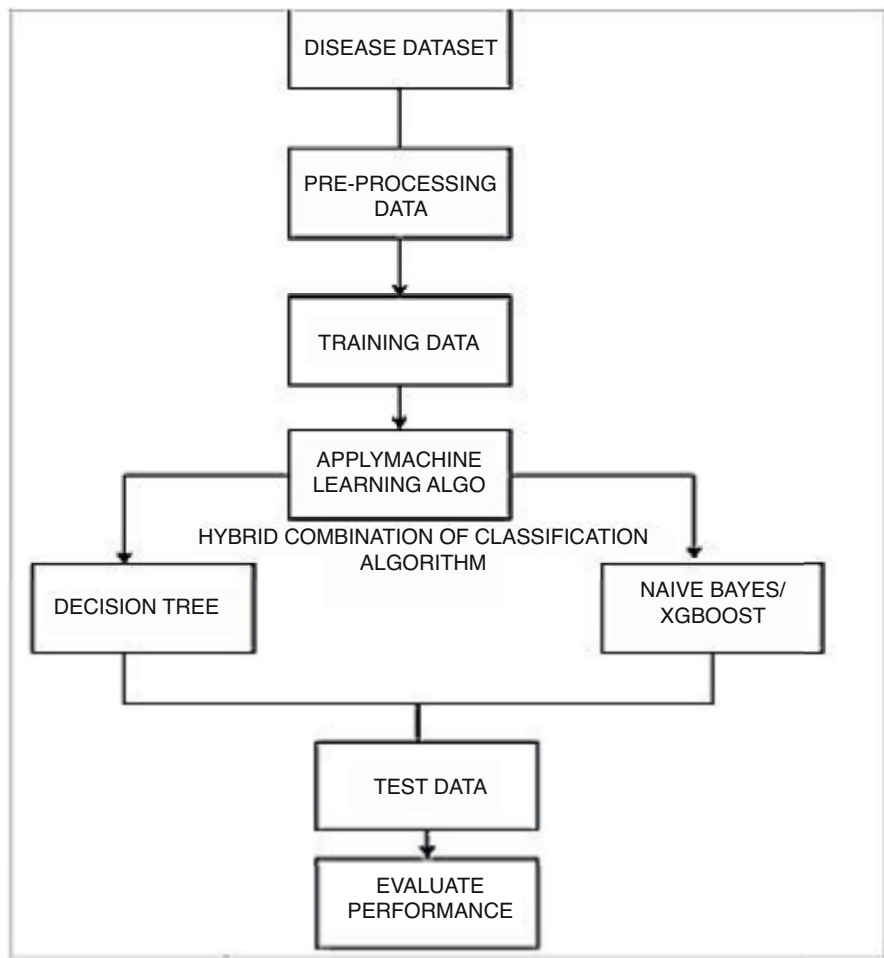 DISEASE DATASET
PRE-PROCESSING
DATA
TRAINING DATA
APPLYMACHINE
LEARNING ALGO
HYBRID COMBINATION OF CLASSIFICATION
ALGORITHM
DECISION TREE
NAIVE BAYES/
XGBOOST
TEST DATA
EVALUATE
PERFORMANCE